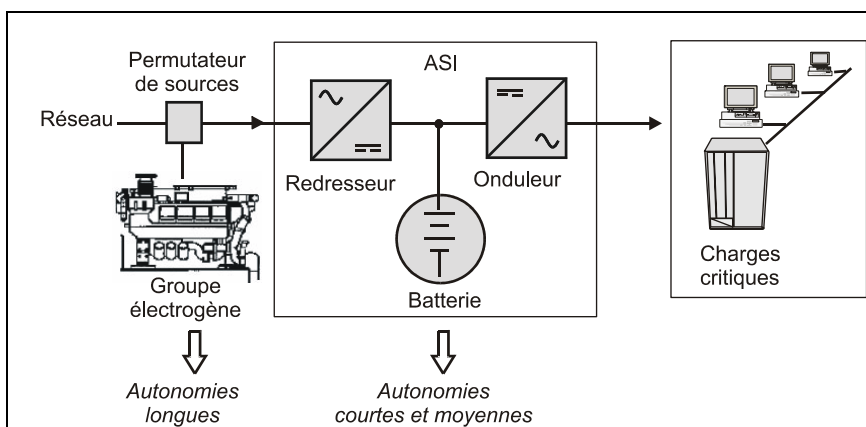 Permutateur
de sources
Réseau
Groupe
électrogène
Autonomies
longues
ASI
Redresseur
Onduleur
Batterie
Autonomies
courtes et moyennes
Charges
critiques